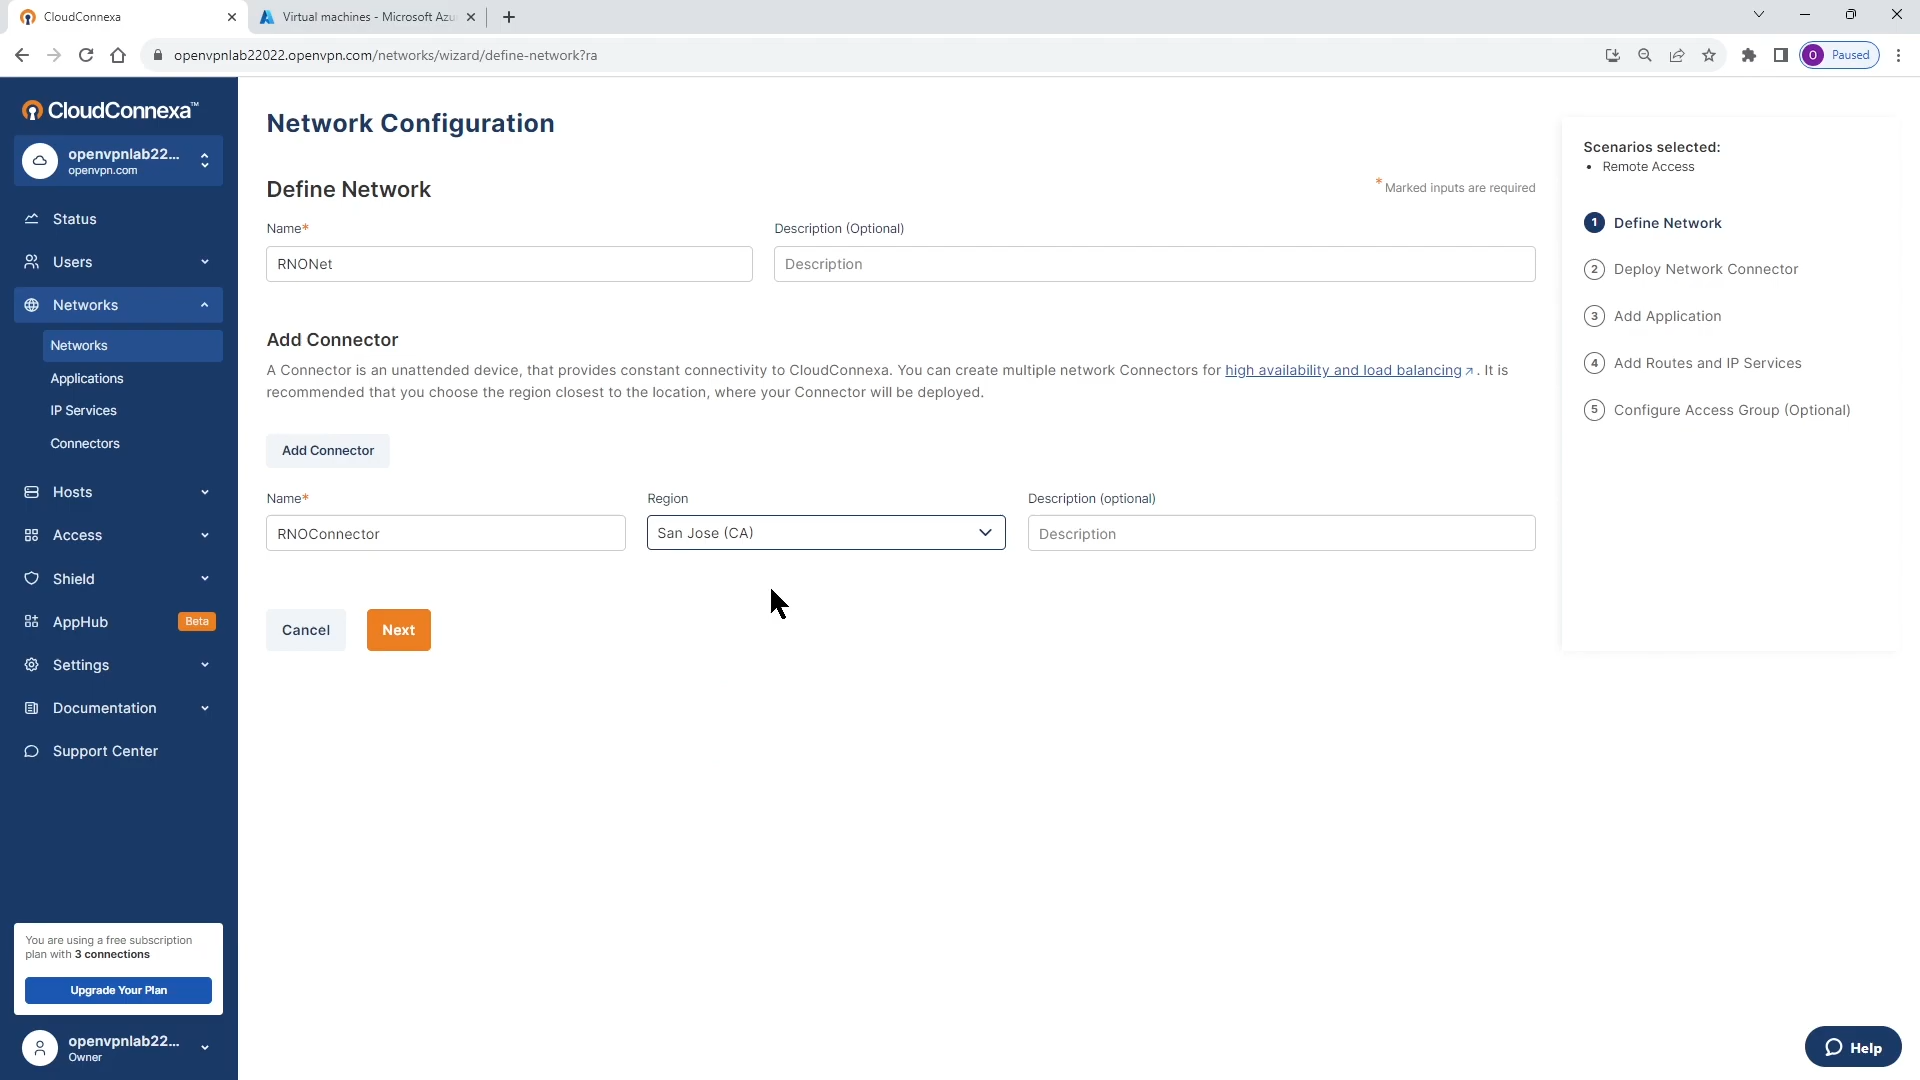 CloudConnexa
Virtual machines - Microsoft Azu
openvpnlab22022.openvpn.com/networks/wizard/define-network?ra
O
Paused
CloudConnexa™
openvpnlab22...
openvpn.com
Status
Users
Networks
Networks
Applications
IP Services
Connectors
Hosts
Access
Shield
AppHub
Beta
Settings
Documentation
Support Center
You are using a free subscription
plan with 3 connections
Upgrade Your Plan
openvpnlab22...
Owner
Network Configuration
Define Network
* Marked inputs are required
Name*
Description (Optional)
RNONet
Description
Add Connector
A Connector is an unattended device, that provides constant connectivity to CloudConnexa. You can create multiple network Connectors for high availability and load balancing. It is
recommended that you choose the region closest to the location, where your Connector will be deployed.
Add Connector
Name*
Region
Description (optional)
RNOConnector
San Jose (CA)
Description
Cancel
Next
Scenarios selected:
• Remote Access
1 Define Network
2 Deploy Network Connector
3 Add Application
4 Add Routes and IP Services
5 Configure Access Group (Optional)
Help